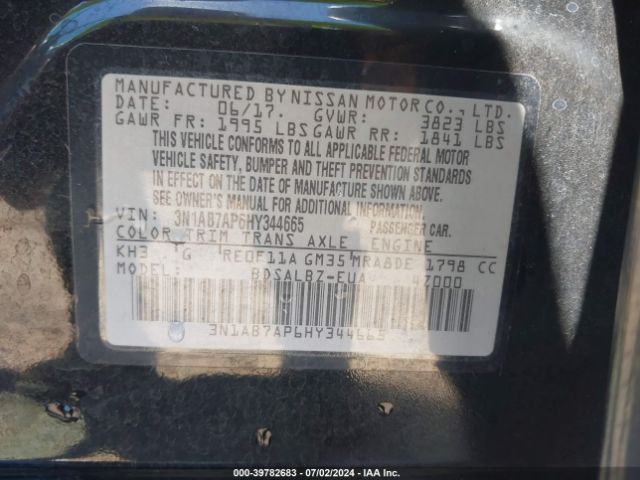 MANUFACTURED BY NISSAN MOTOR CO., LTD.
DATE: 06/17. GVWR: 3823 LBS
GAWR FR: 1995 LBS GAWR RR: 1841 LBS
THIS VEHICLE CONFORMS TO ALL APPLICABLE FEDERAL MOTOR
VEHICLE SAFETY, BUMPER AND THEFT PREVENTION STANDARDS
IN EFFECT ON THE DATE OF MANUFACTURE SHOWN ABOVE.
SEE OWNER'S MANUAL FOR ADDITIONAL INFORMATION.
VIN: 3N1AB7AP6HY344665 PASSENGER CAR.
COLOR TRIM TRANS AXLE ENGINE
KH3 G RE0F11A GM35 MRA8DE 1798 CC
MODEL: BDSALBZ-EUA 4Z000
3N1AB7AP6HY344665
000-39782683 - 07/02/2024 - IAA Inc.